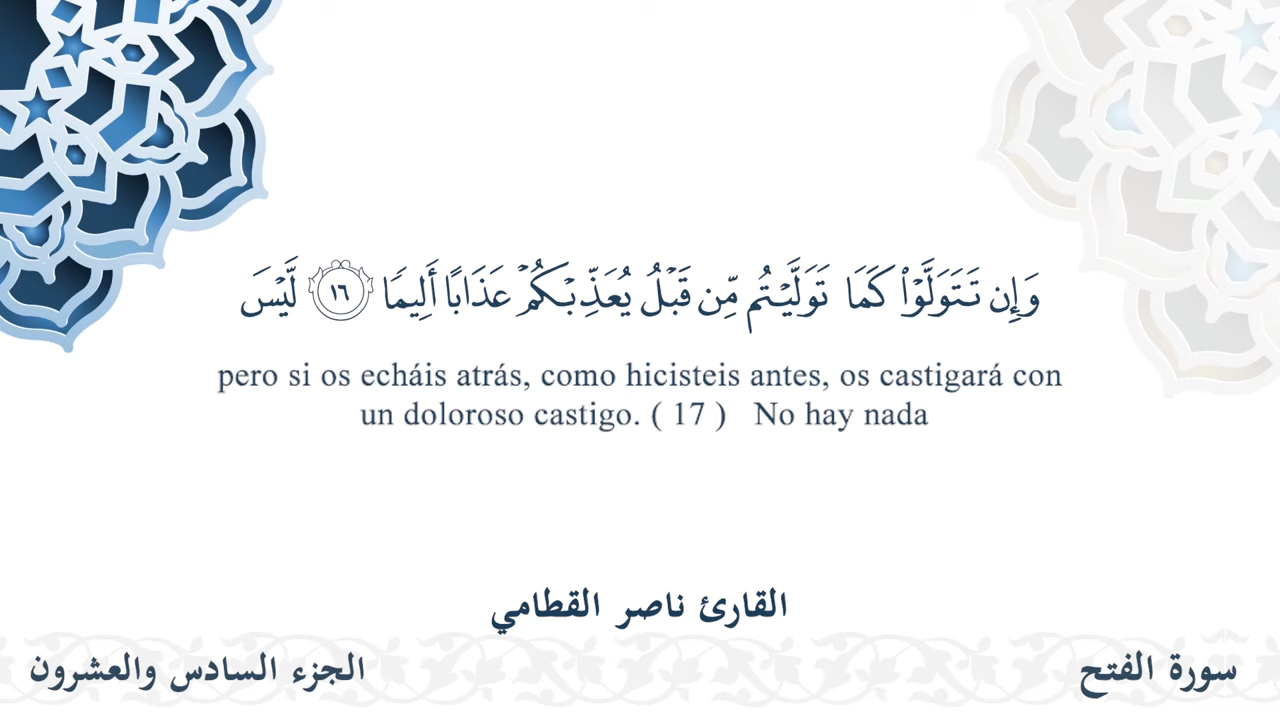 وَإِن تَتَوَلَّوْا۟ كَمَا تَوَلَّيْتُم مِّن قَبْلُ يُعَذِّبْكُمْ عَذَابًا أَلِيمًا ١٦ لَّيْسَ
pero si os echáis atrás, como hicisteis antes, os castigará con
un doloroso castigo. ( 17 ) No hay nada
القارئ ناصر القطامي
سورة الفتح
الجزء السادس والعشرون